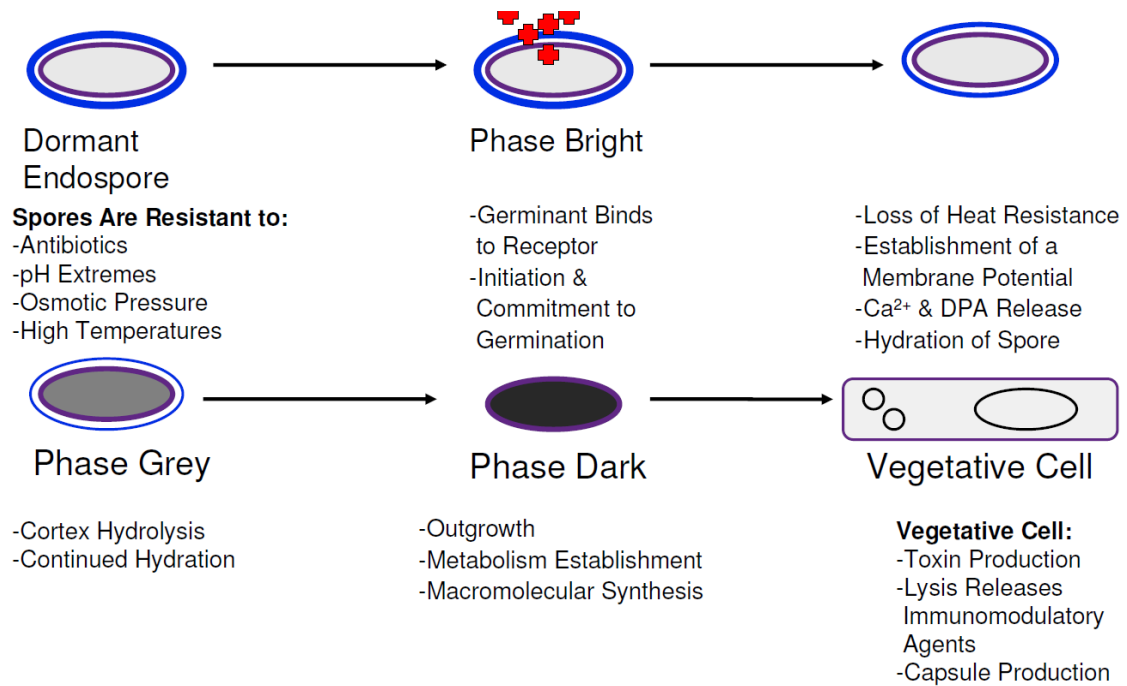 Dormant
Endospore
Spores Are Resistant to:
-Antibiotics
-pH Extremes
-Osmotic Pressure
-High Temperatures
Phase Bright
-Germinant Binds
to Receptor
-Initiation &
Commitment to
Germination
-Loss of Heat Resistance
-Establishment of a
Membrane Potential
-Ca²⁺ & DPA Release
-Hydration of Spore
Phase Grey
-Cortex Hydrolysis
-Continued Hydration
Phase Dark
-Outgrowth
-Metabolism Establishment
-Macromolecular Synthesis
Vegetative Cell
Vegetative Cell:
-Toxin Production
-Lysis Releases
Immunomodulatory
Agents
-Capsule Production